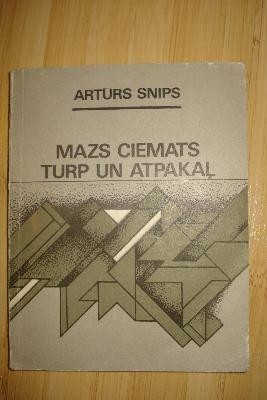 ARTŪRS SNIPS
MAZS CIEMATS
TURP UN ATPAKAĻ